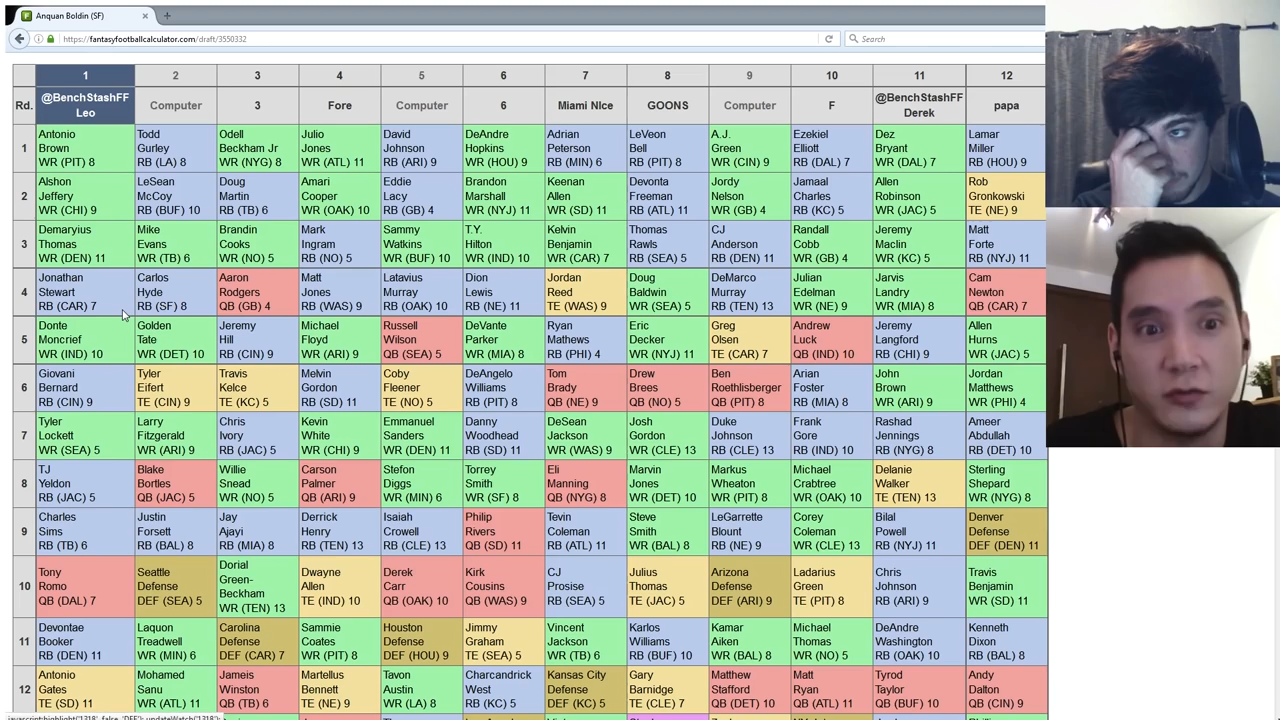 Anquan Boldin (SF)
https://fantasyfootballcalculator.com/draft/3550332
Search
1 2 3 4 5 6 7 8 9 10 11 12
Rd. @BenchStashFF Leo Computer 3 Fore Computer 6 Miami NIce GOONS Computer F @BenchStashFF Derek papa
1
Antonio Todd Odell Julio David DeAndre Adrian LeVeon A.J. Ezekiel Dez Lamar
Brown Gurley Beckham Jr Jones Johnson Hopkins Peterson Bell Green Elliott Bryant Miller
WR (PIT) 8 RB (LA) 8 WR (NYG) 8 WR (ATL) 11 RB (ARI) 9 WR (HOU) 9 RB (MIN) 6 RB (PIT) 8 WR (CIN) 9 RB (DAL) 7 WR (DAL) 7 RB (HOU) 9
2
Alshon LeSean Doug Amari Eddie Brandon Keenan Devonta Jordy Jamaal Allen Rob
Jeffery McCoy Martin Cooper Lacy Marshall Allen Freeman Nelson Charles Robinson Gronkowski
WR (CHI) 9 RB (BUF) 10 RB (TB) 6 WR (OAK) 10 RB (GB) 4 WR (NYJ) 11 WR (SD) 11 RB (ATL) 11 WR (GB) 4 RB (KC) 5 WR (JAC) 5 TE (NE) 9
3
Demaryius Mike Brandin Mark Sammy T.Y. Kelvin Thomas CJ Randall Jeremy Matt
Thomas Evans Cooks Ingram Watkins Hilton Benjamin Rawls Anderson Cobb Maclin Forte
WR (DEN) 11 WR (TB) 6 WR (NO) 5 RB (NO) 5 WR (BUF) 10 WR (IND) 10 WR (CAR) 7 RB (SEA) 5 RB (DEN) 11 WR (GB) 4 WR (KC) 5 RB (NYJ) 11
4
Jonathan Carlos Aaron Matt Latavius Dion Jordan Doug DeMarco Julian Jarvis Cam
Stewart Hyde Rodgers Jones Murray Lewis Reed Baldwin Murray Edelman Landry Newton
RB (CAR) 7 RB (SF) 8 QB (GB) 4 RB (WAS) 9 RB (OAK) 10 RB (NE) 11 TE (WAS) 9 WR (SEA) 5 RB (TEN) 13 WR (NE) 9 WR (MIA) 8 QB (CAR) 7
5
Donte Golden Jeremy Michael Russell DeVante Ryan Eric Greg Andrew Jeremy Allen
Moncrief Tate Hill Floyd Wilson Parker Mathews Decker Olsen Luck Langford Hurns
WR (IND) 10 WR (DET) 10 RB (CIN) 9 WR (ARI) 9 QB (SEA) 5 WR (MIA) 8 RB (PHI) 4 WR (NYJ) 11 TE (CAR) 7 QB (IND) 10 RB (CHI) 9 WR (JAC) 5
6
Giovani Tyler Travis Melvin Coby DeAngelo Tom Drew Ben Arian John Jordan
Bernard Eifert Kelce Gordon Fleener Williams Brady Brees Roethlisberger Foster Brown Matthews
RB (CIN) 9 TE (CIN) 9 TE (KC) 5 RB (SD) 11 TE (NO) 5 RB (PIT) 8 QB (NE) 9 QB (NO) 5 QB (PIT) 8 RB (MIA) 8 WR (ARI) 9 WR (PHI) 4
7
Tyler Larry Chris Kevin Emmanuel Danny DeSean Josh Duke Frank Rashad Ameer
Lockett Fitzgerald Ivory White Sanders Woodhead Jackson Gordon Johnson Gore Jennings Abdullah
WR (SEA) 5 WR (ARI) 9 RB (JAC) 5 WR (CHI) 9 WR (DEN) 11 RB (SD) 11 WR (WAS) 9 WR (CLE) 13 RB (CLE) 13 RB (IND) 10 RB (NYG) 8 RB (DET) 10
8
TJ Blake Willie Carson Stefon Torrey Eli Marvin Markus Michael Delanie Sterling
Yeldon Bortles Snead Palmer Diggs Smith Manning Jones Wheaton Crabtree Walker Shepard
RB (JAC) 5 QB (JAC) 5 WR (NO) 5 QB (ARI) 9 WR (MIN) 6 WR (SF) 8 QB (NYG) 8 WR (DET) 10 WR (PIT) 8 WR (OAK) 10 TE (TEN) 13 WR (NYG) 8
9
Charles Justin Jay Derrick Isaiah Philip Tevin Steve LeGarrette Corey Bilal Denver
Sims Forsett Ajayi Henry Crowell Rivers Coleman Smith Blount Coleman Powell Defense
RB (TB) 6 RB (BAL) 8 RB (MIA) 8 RB (TEN) 13 RB (CLE) 13 QB (SD) 11 RB (ATL) 11 WR (BAL) 8 RB (NE) 9 WR (CLE) 13 RB (NYJ) 11 DEF (DEN) 11
10
Tony Seattle Dorial Green- Dwayne Derek Kirk CJ Julius Arizona Ladarius Chris Travis
Romo Defense Beckham Allen Carr Cousins Prosise Thomas Defense Green Johnson Benjamin
QB (DAL) 7 DEF (SEA) 5 WR (TEN) 13 TE (IND) 10 QB (OAK) 10 QB (WAS) 9 RB (SEA) 5 TE (JAC) 5 DEF (ARI) 9 TE (PIT) 8 RB (ARI) 9 WR (SD) 11
11
Devontae Laquon Carolina Sammie Houston Jimmy Vincent Karlos Kamar Michael DeAndre Kenneth
Booker Treadwell Defense Coates Defense Graham Jackson Williams Aiken Thomas Washington Dixon
RB (DEN) 11 WR (MIN) 6 DEF (CAR) 7 WR (PIT) 8 DEF (HOU) 9 TE (SEA) 5 WR (TB) 6 RB (BUF) 10 WR (BAL) 8 WR (NO) 5 RB (OAK) 10 RB (BAL) 8
12
Antonio Mohamed Jameis Martellus Tavon Charcandrick Kansas City Gary Matthew Matt Tyrod Andy
Gates Sanu Winston Bennett Austin West Defense Barnidge Stafford Ryan Taylor Dalton
TE (SD) 11 WR (ATL) 11 QB (TB) 6 TE (NE) 9 WR (LA) 8 RB (KC) 5 DEF (KC) 5 TE (CLE) 7 QB (DET) 10 QB (ATL) 11 QB (BUF) 10 QB (CIN) 9